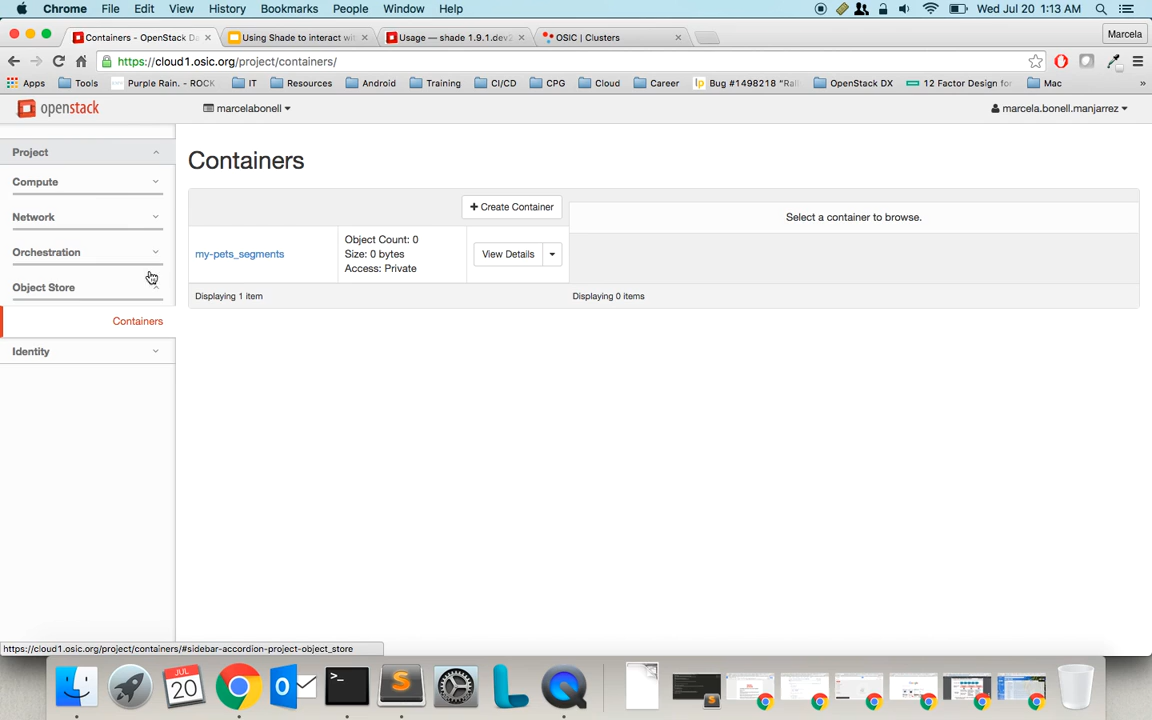 Chrome File Edit View History Bookmarks People Window Help Wed Jul 20 1:13 AM
Containers - OpenStack Da Using Shade to interact wi Usage — shade 1.9.1.dev2 OSIC | Clusters Marcela
https://cloud1.osic.org/project/containers/
Apps Tools Purple Rain. - ROCK IT Resources Android Training CI/CD CPG Cloud Career Bug #1498218 "Ral OpenStack DX 12 Factor Design for Mac »
openstack marcelabonell marcela.bonell.manjarrez
Project
Compute
Network
Orchestration
Object Store
Containers
Identity
Containers
+ Create Container
Select a container to browse.
my-pets_segments
Object Count: 0
Size: 0 bytes
Access: Private
View Details
Displaying 1 item
Displaying 0 items
https://cloud1.osic.org/project/containers/#sidebar-accordion-project-object_store
JUL
20